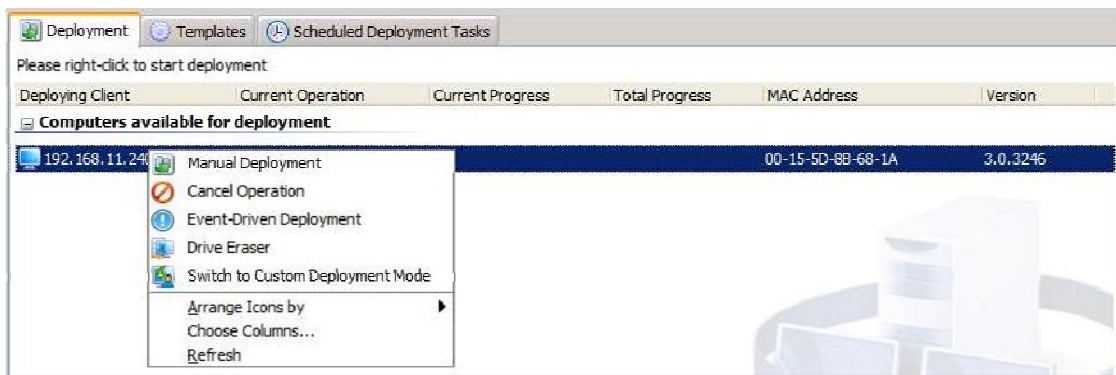 Deployment Templates Scheduled Deployment Tasks
Please right-click to start deployment
Deploying Client Current Operation Current Progress Total Progress MAC Address Version
Computers available for deployment
192.168.11.240 00-15-5D-8B-68-1A 3.0.3246
Manual Deployment
Cancel Operation
Event-Driven Deployment
Drive Eraser
Switch to Custom Deployment Mode
Arrange Icons by
Choose Columns...
Refresh